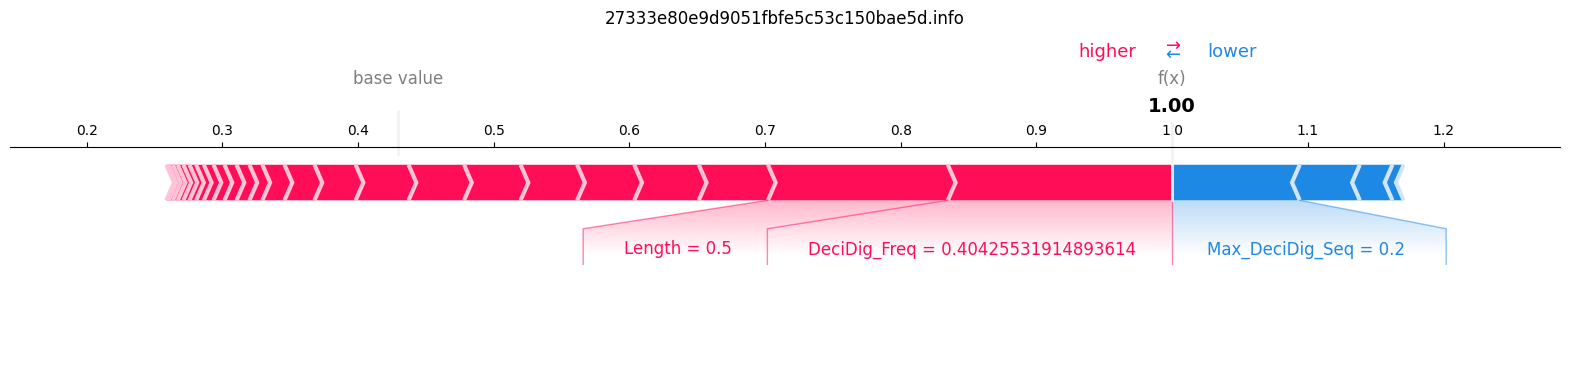 27333e80e9d9051fbfe5c53c150bae5d.info
higher ⇄ lower
base value f(x)
1.00
0.2 0.3 0.4 0.5 0.6 0.7 0.8 0.9 1.0 1.1 1.2
Length = 0.5 DeciDig_Freq = 0.40425531914893614 Max_DeciDig_Seq = 0.2